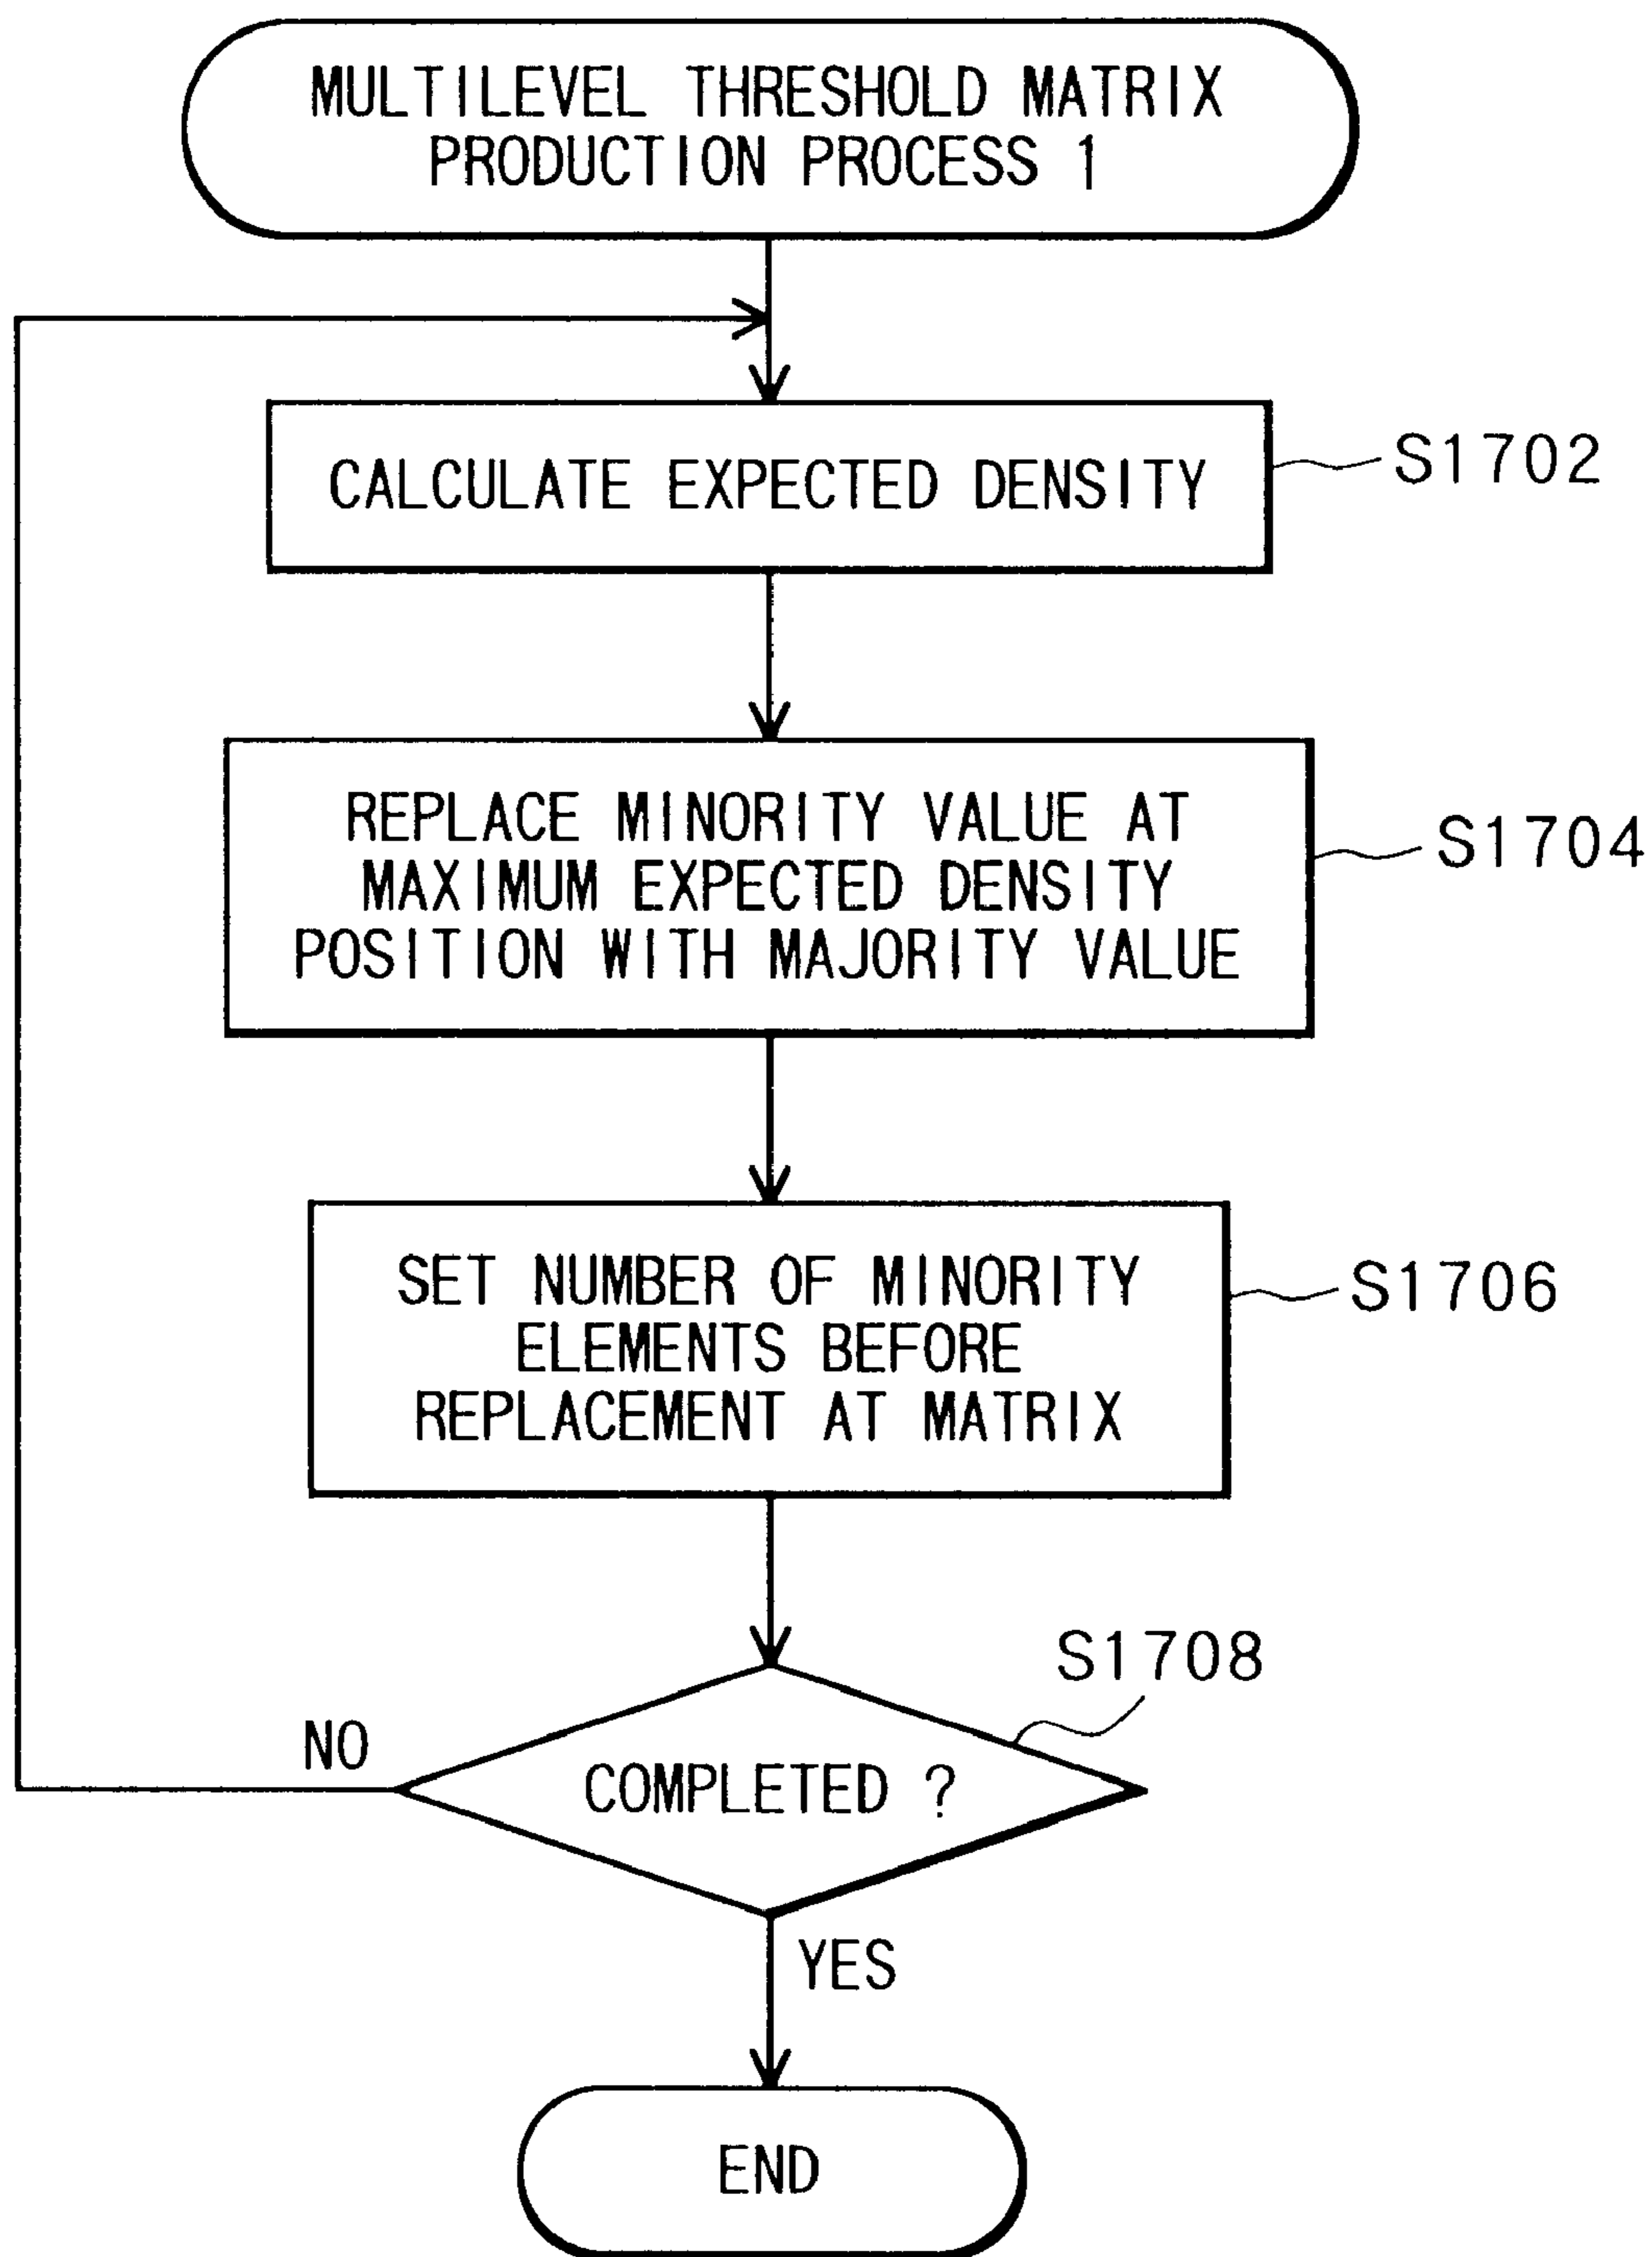 MULTILEVEL THRESHOLD MATRIX
PRODUCTION PROCESS 1
CALCULATE EXPECTED DENSITY
S1702
REPLACE MINORITY VALUE AT
MAXIMUM EXPECTED DENSITY
POSITION WITH MAJORITY VALUE
S1704
SET NUMBER OF MINORITY
ELEMENTS BEFORE
REPLACEMENT AT MATRIX
S1706
S1708
NO
COMPLETED ?
YES
END